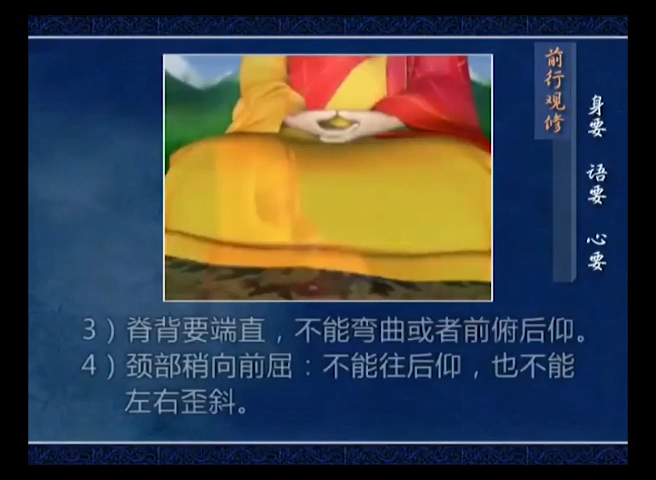 前行观修
身要 语要 心要
3）脊背要端直，不能弯曲或者前俯后仰。
4）颈部稍向前屈：不能往后仰，也不能
左右歪斜。